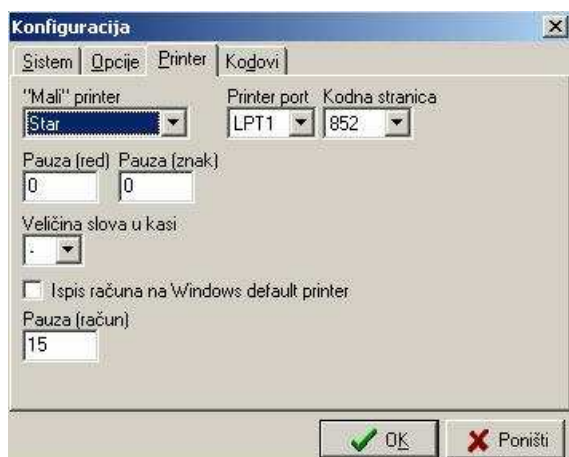 Konfiguracija
Sistem Opcije Printer Kodovi
"Mali" printer Printer port Kodna stranica
Star LPT1 852
Pauza (red) Pauza (znak)
0 0
Veličina slova u kasi
-
Ispis računa na Windows default printer
Pauza (račun)
15
OK Poništi